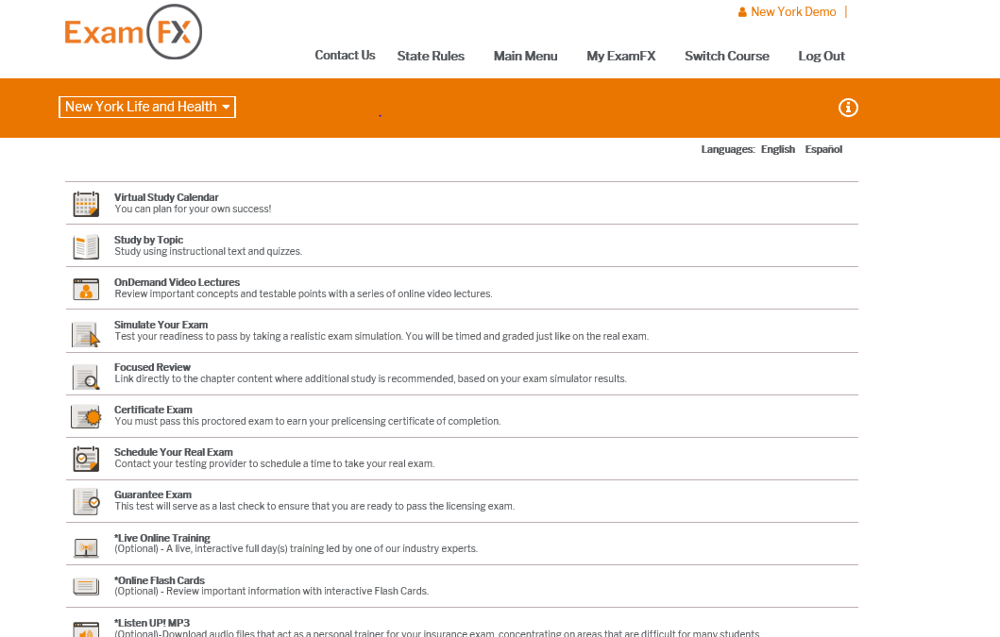 New York Demo |
Exam FX
Contact Us State Rules Main Menu My ExamFX Switch Course Log Out
New York Life and Health
Languages: English Español
Virtual Study Calendar
You can plan for your own success!
Study by Topic
Study using instructional text and quizzes.
OnDemand Video Lectures
Review important concepts and testable points with a series of online video lectures.
Simulate Your Exam
Test your readiness to pass by taking a realistic exam simulation. You will be timed and graded just like on the real exam.
Focused Review
Link directly to the chapter content where additional study is recommended, based on your exam simulator results.
Certificate Exam
You must pass this proctored exam to earn your prelicensing certificate of completion.
Schedule Your Real Exam
Contact your testing provider to schedule a time to take your real exam.
Guarantee Exam
This test will serve as a last check to ensure that you are ready to pass the licensing exam.
*Live Online Training
(Optional) - A live, interactive full day(s) training led by one of our industry experts.
*Online Flash Cards
(Optional) - Review important information with interactive Flash Cards.
*Listen UP! MP3
(Optional)-Download audio files that act as a personal trainer for your insurance exam, concentrating on areas that are difficult for many students